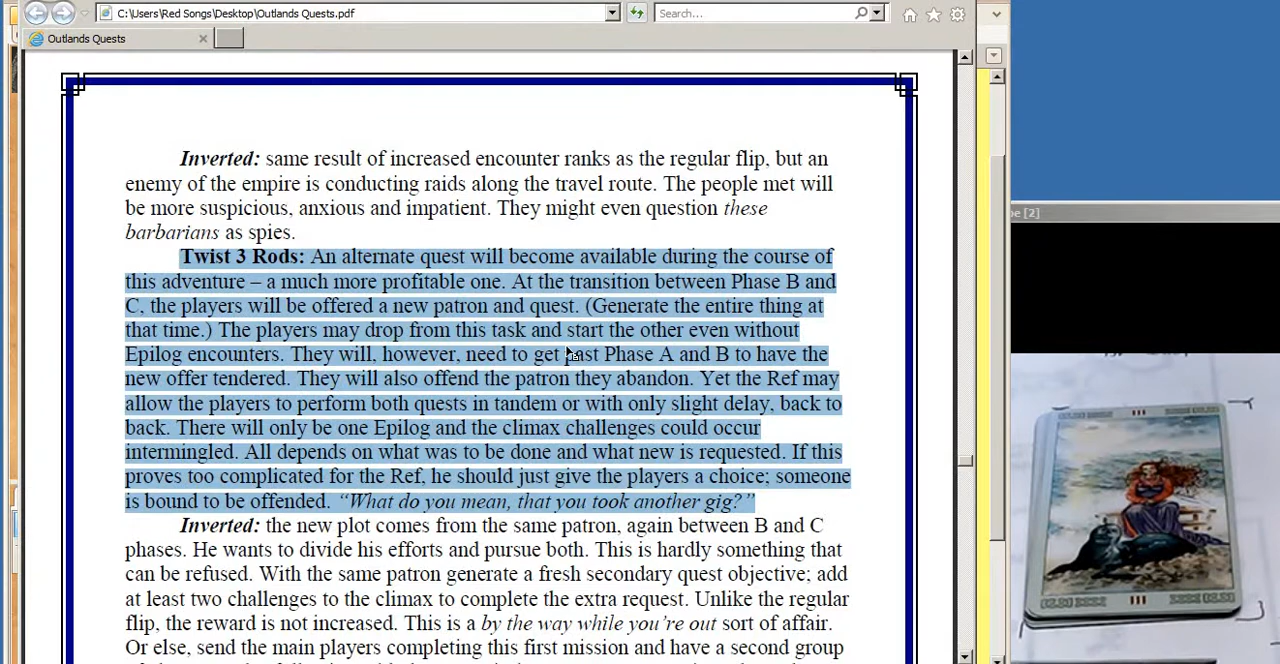 C:\Users\Red Songs\Desktop\Outlands Quests.pdf
Search...
Outlands Quests
Inverted: same result of increased encounter ranks as the regular flip, but an
enemy of the empire is conducting raids along the travel route. The people met will
be more suspicious, anxious and impatient. They might even question these
barbarians as spies.
Twist 3 Rods: An alternate quest will become available during the course of
this adventure – a much more profitable one. At the transition between Phase B and
C, the players will be offered a new patron and quest. (Generate the entire thing at
that time.) The players may drop from this task and start the other even without
Epilog encounters. They will, however, need to get past Phase A and B to have the
new offer tendered. They will also offend the patron they abandon. Yet the Ref may
allow the players to perform both quests in tandem or with only slight delay, back to
back. There will only be one Epilog and the climax challenges could occur
intermingled. All depends on what was to be done and what new is requested. If this
proves too complicated for the Ref, he should just give the players a choice; someone
is bound to be offended. “What do you mean, that you took another gig?”
Inverted: the new plot comes from the same patron, again between B and C
phases. He wants to divide his efforts and pursue both. This is hardly something that
can be refused. With the same patron generate a fresh secondary quest objective; add
at least two challenges to the climax to complete the extra request. Unlike the regular
flip, the reward is not increased. This is a by the way while you’re out sort of affair.
Or else, send the main players completing this first mission and have a second group
[2]
III
III